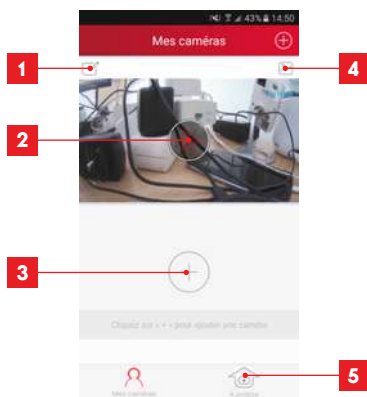 43% 14:50
Mes caméras
1
4
2
3
Cliquez sur « + » pour ajouter une caméra
5
Mes caméras
A propos